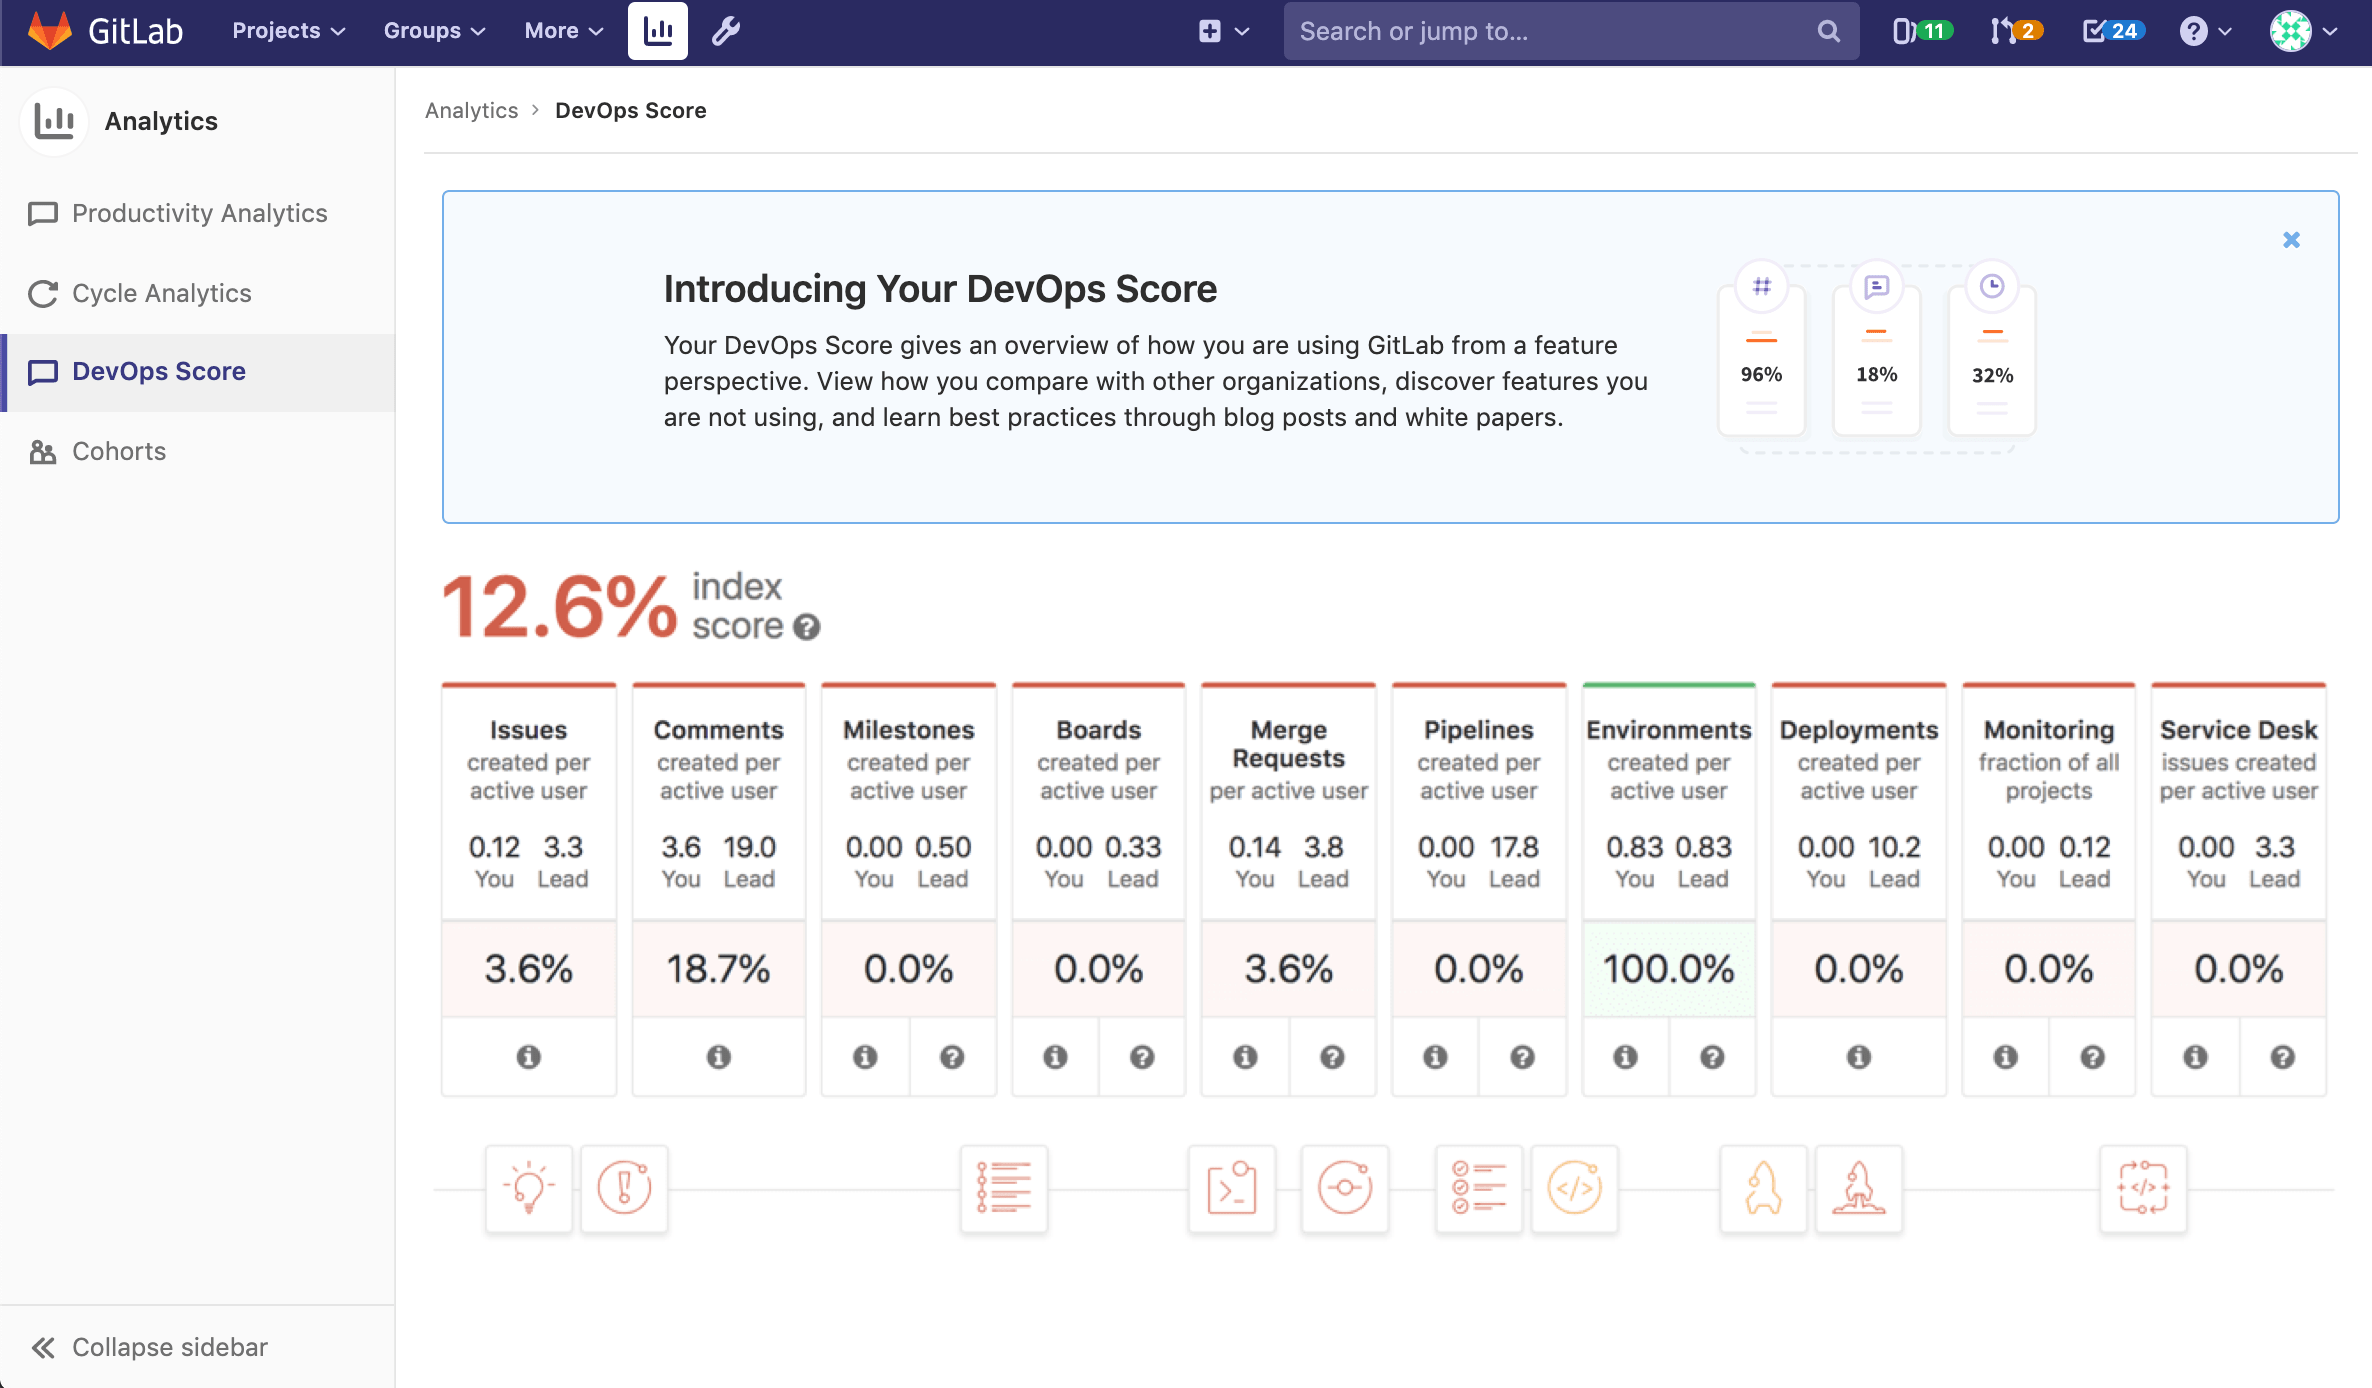 GitLab
Projects
Groups
More
Search or jump to...
11
2
24
Analytics
Productivity Analytics
Cycle Analytics
DevOps Score
Cohorts
Collapse sidebar
Analytics › DevOps Score
Introducing Your DevOps Score
Your DevOps Score gives an overview of how you are using GitLab from a feature
perspective. View how you compare with other organizations, discover features you
are not using, and learn best practices through blog posts and white papers.
96%
18%
32%
12.6% index
score
Issues
created per
active user
0.12 3.3
You Lead
3.6%
Comments
created per
active user
3.6 19.0
You Lead
18.7%
Milestones
created per
active user
0.00 0.50
You Lead
0.0%
Boards
created per
active user
0.00 0.33
You Lead
0.0%
Merge
Requests
per active user
0.14 3.8
You Lead
3.6%
Pipelines
created per
active user
0.00 17.8
You Lead
0.0%
Environments
created per
active user
0.83 0.83
You Lead
100.0%
Deployments
created per
active user
0.00 10.2
You Lead
0.0%
Monitoring
fraction of all
projects
0.00 0.12
You Lead
0.0%
Service Desk
issues created
per active user
0.00 3.3
You Lead
0.0%